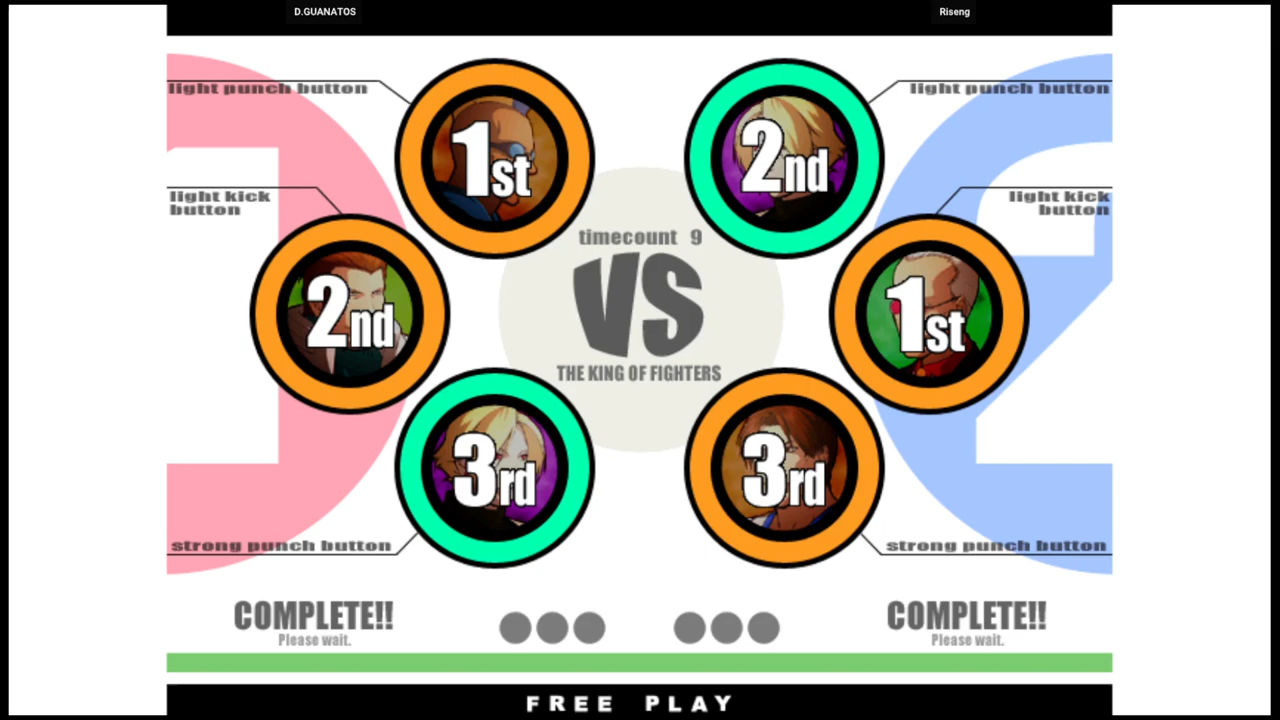 D.GUANATOS
Riseng
light punch button
light punch button
1st
2nd
light kick
button
light kick
button
timecount 9
VS
THE KING OF FIGHTERS
2nd
1st
3rd
3rd
strong punch button
strong punch button
COMPLETE!!
Please wait.
COMPLETE!!
Please wait.
FREE PLAY